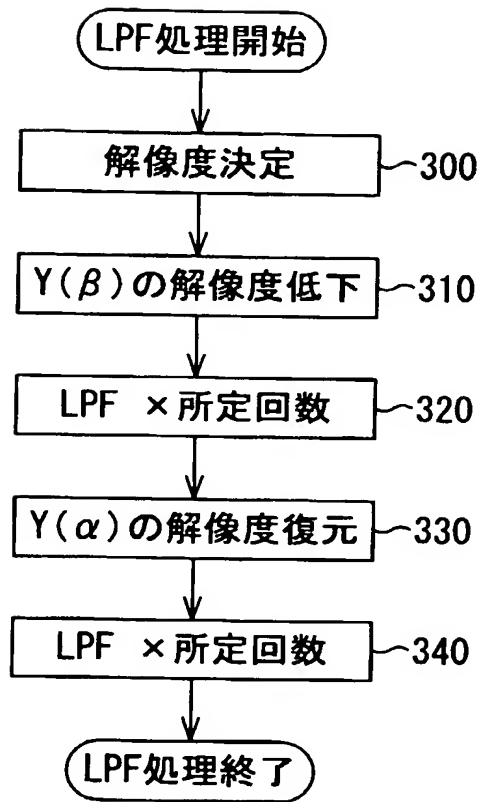 LPF処理開始
解像度決定 300
Y(β)の解像度低下 310
LPF ×所定回数 320
Y(α)の解像度復元 330
LPF ×所定回数 340
LPF処理終了